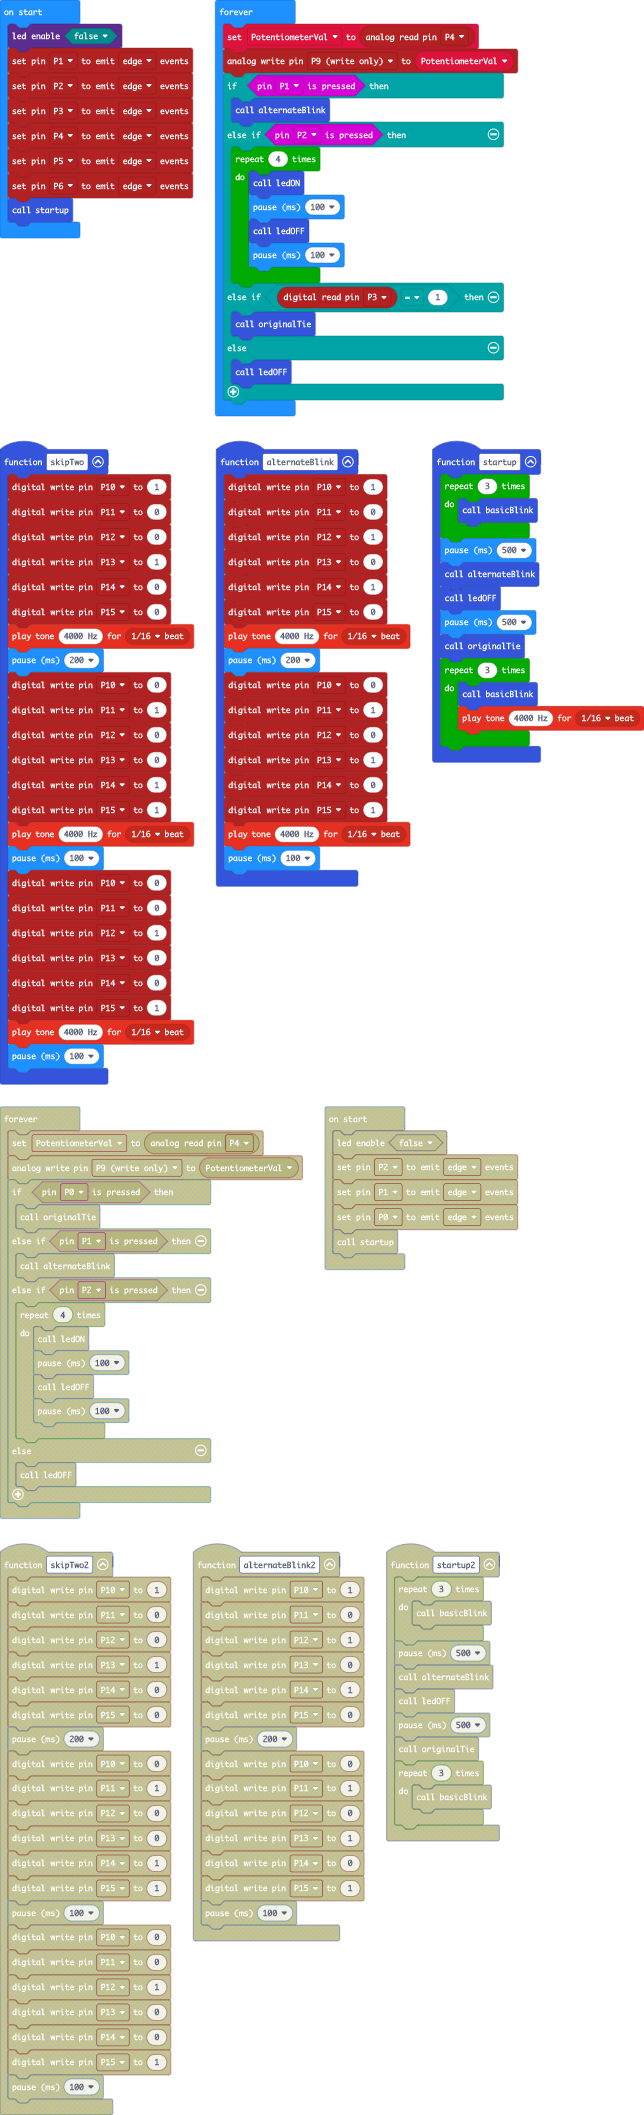 on start
led enable false
set pin P1 to emit edge events
set pin P2 to emit edge events
set pin P3 to emit edge events
set pin P4 to emit edge events
set pin P5 to emit edge events
set pin P6 to emit edge events
call startup
forever
set PotentiometerVal to analog read pin P4
analog write pin P9 (write only) to PotentiometerVal
if pin P1 is pressed then
call alternateBlink
else if pin P2 is pressed then
repeat 4 times
do
call ledON
pause (ms) 100
call ledOFF
pause (ms) 100
else if digital read pin P3 = 1 then
call originalTie
else
call ledOFF
function skipTwo
digital write pin P10 to 1
digital write pin P11 to 0
digital write pin P12 to 0
digital write pin P13 to 1
digital write pin P14 to 0
digital write pin P15 to 0
play tone 4000 Hz for 1/16 beat
pause (ms) 200
digital write pin P10 to 0
digital write pin P11 to 1
digital write pin P12 to 0
digital write pin P13 to 0
digital write pin P14 to 1
digital write pin P15 to 1
play tone 4000 Hz for 1/16 beat
pause (ms) 100
digital write pin P10 to 0
digital write pin P11 to 0
digital write pin P12 to 1
digital write pin P13 to 0
digital write pin P14 to 0
digital write pin P15 to 1
play tone 4000 Hz for 1/16 beat
pause (ms) 100
function alternateBlink
digital write pin P10 to 1
digital write pin P11 to 0
digital write pin P12 to 1
digital write pin P13 to 0
digital write pin P14 to 1
digital write pin P15 to 0
play tone 4000 Hz for 1/16 beat
pause (ms) 200
digital write pin P10 to 0
digital write pin P11 to 1
digital write pin P12 to 0
digital write pin P13 to 1
digital write pin P14 to 0
digital write pin P15 to 1
play tone 4000 Hz for 1/16 beat
pause (ms) 100
function startup
repeat 3 times
do
call basicBlink
pause (ms) 500
call alternateBlink
call ledOFF
pause (ms) 500
call originalTie
repeat 3 times
do
call basicBlink
play tone 4000 Hz for 1/16 beat
forever
set PotentiometerVal to analog read pin P4
analog write pin P9 (write only) to PotentiometerVal
if pin P0 is pressed then
call originalTie
else if pin P1 is pressed then
call alternateBlink
else if pin P2 is pressed then
repeat 4 times
do
call ledON
pause (ms) 100
call ledOFF
pause (ms) 100
else
call ledOFF
on start
led enable false
set pin P2 to emit edge events
set pin P1 to emit edge events
set pin P0 to emit edge events
call startup
function skipTwo2
digital write pin P10 to 1
digital write pin P11 to 0
digital write pin P12 to 0
digital write pin P13 to 1
digital write pin P14 to 0
digital write pin P15 to 0
pause (ms) 200
digital write pin P10 to 0
digital write pin P11 to 1
digital write pin P12 to 0
digital write pin P13 to 0
digital write pin P14 to 1
digital write pin P15 to 1
pause (ms) 100
digital write pin P10 to 0
digital write pin P11 to 0
digital write pin P12 to 1
digital write pin P13 to 0
digital write pin P14 to 0
digital write pin P15 to 1
pause (ms) 100
function alternateBlink2
digital write pin P10 to 1
digital write pin P11 to 0
digital write pin P12 to 1
digital write pin P13 to 0
digital write pin P14 to 1
digital write pin P15 to 0
pause (ms) 200
digital write pin P10 to 0
digital write pin P11 to 1
digital write pin P12 to 0
digital write pin P13 to 1
digital write pin P14 to 0
digital write pin P15 to 1
pause (ms) 100
function startup2
repeat 3 times
do
call basicBlink
pause (ms) 500
call alternateBlink
call ledOFF
pause (ms) 500
call originalTie
repeat 3 times
do
call basicBlink